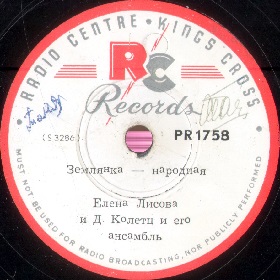 RADIO CENTRE • KINGS CROSS •
RC
Records
(S 3286)
PR 1758
Землянка — народная
Елена Лисова
и Д. Колетц и его
ансамбль
MUST NOT BE USED FOR RADIO BROADCASTING, NOR PUBLICLY PERFORMED